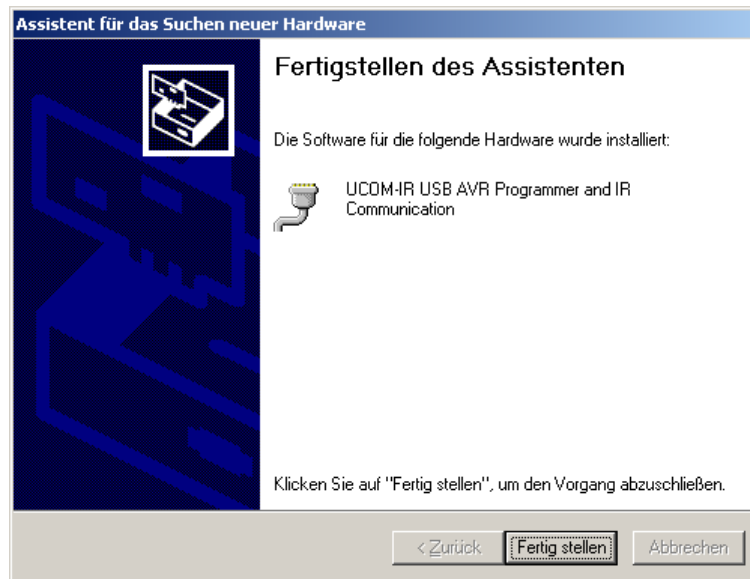 Assistent für das Suchen neuer Hardware
Fertigstellen des Assistenten
Die Software für die folgende Hardware wurde installiert:
UCOM-IR USB AVR Programmer and IR
Communication
Klicken Sie auf "Fertig stellen", um den Vorgang abzuschließen.
< Zurück Fertig stellen Abbrechen